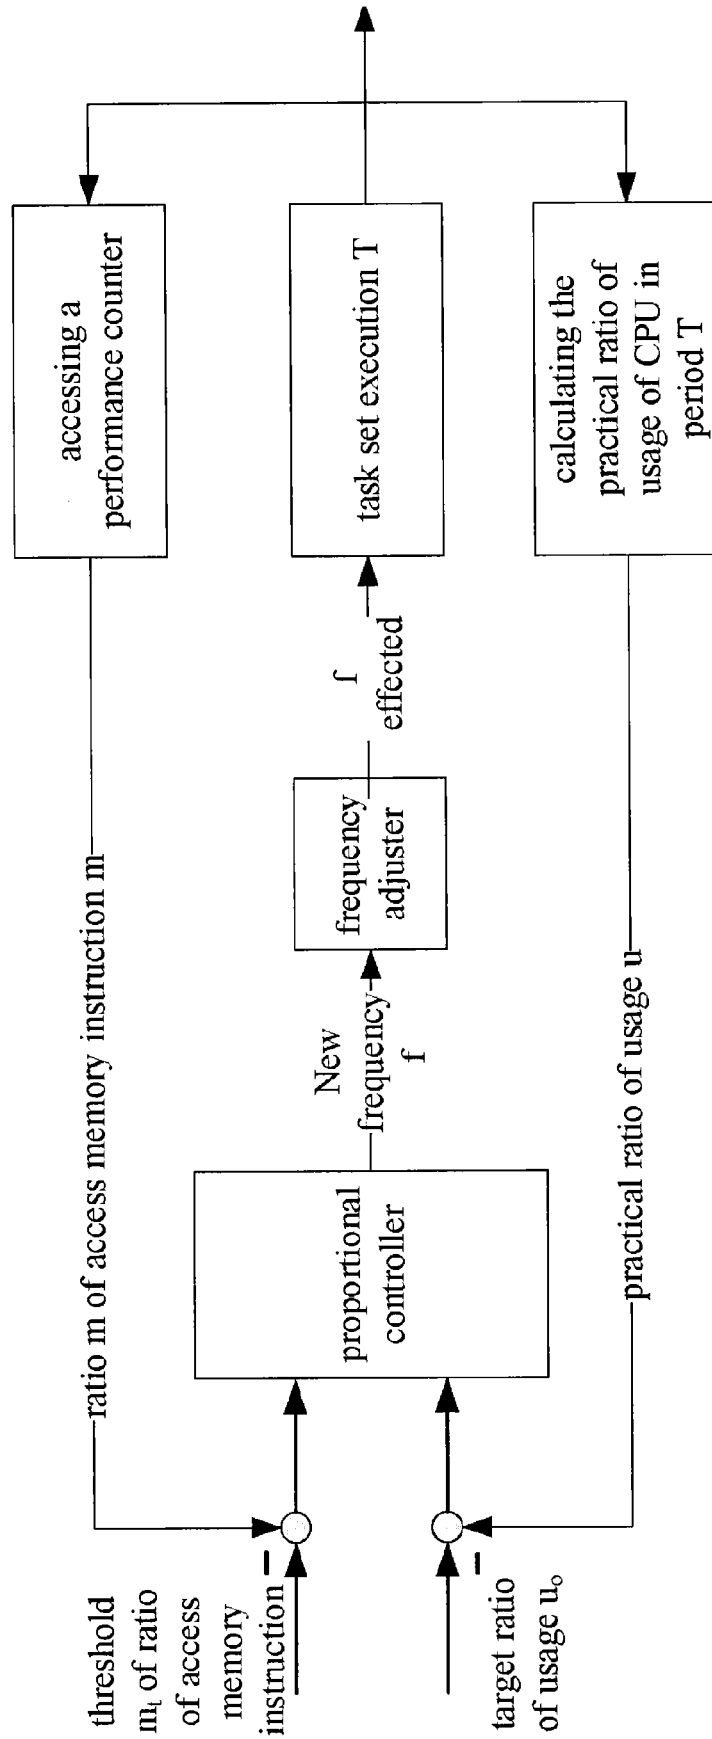 threshold
mₜ of ratio
of access
memory
instruction
ratio m of access memory instruction m
accessing a
performance counter
proportional
controller
New
frequency
f
frequency
adjuster
f
effected
task set execution T
target ratio
of usage uₒ
practical ratio of usage u
calculating the
practical ratio of
usage of CPU in
period T